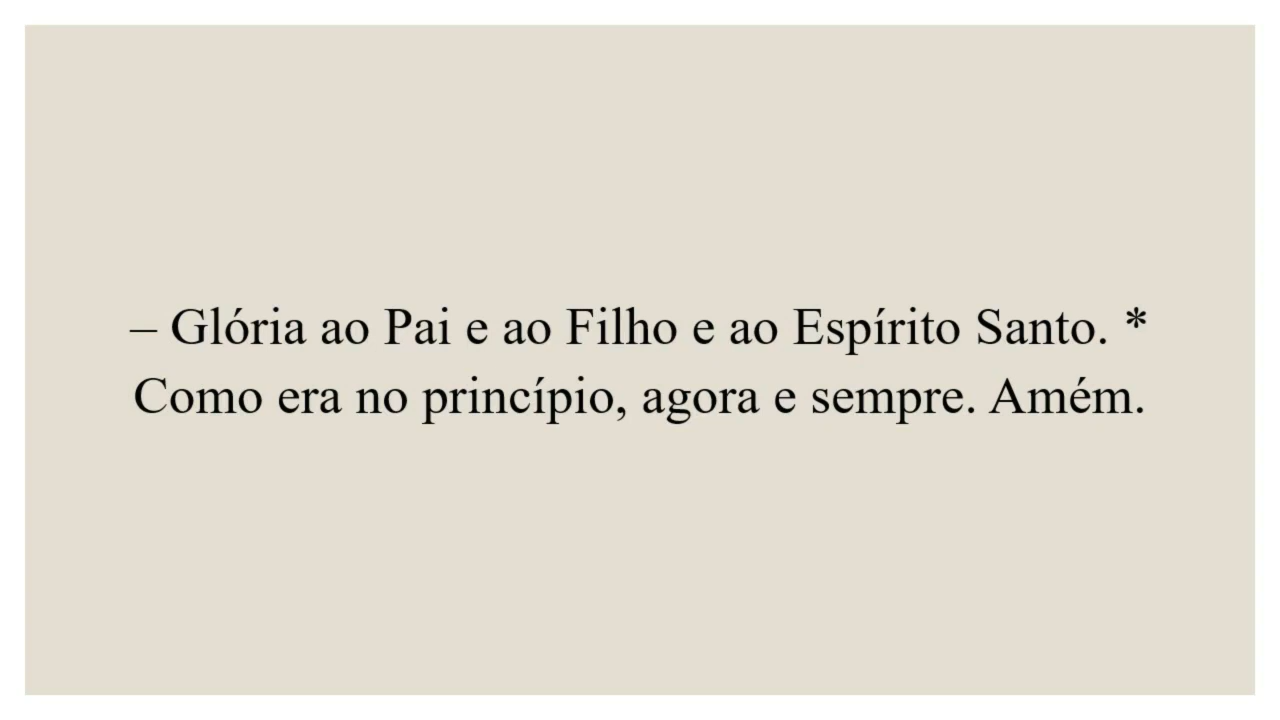 – Glória ao Pai e ao Filho e ao Espírito Santo. *
Como era no princípio, agora e sempre. Amém.